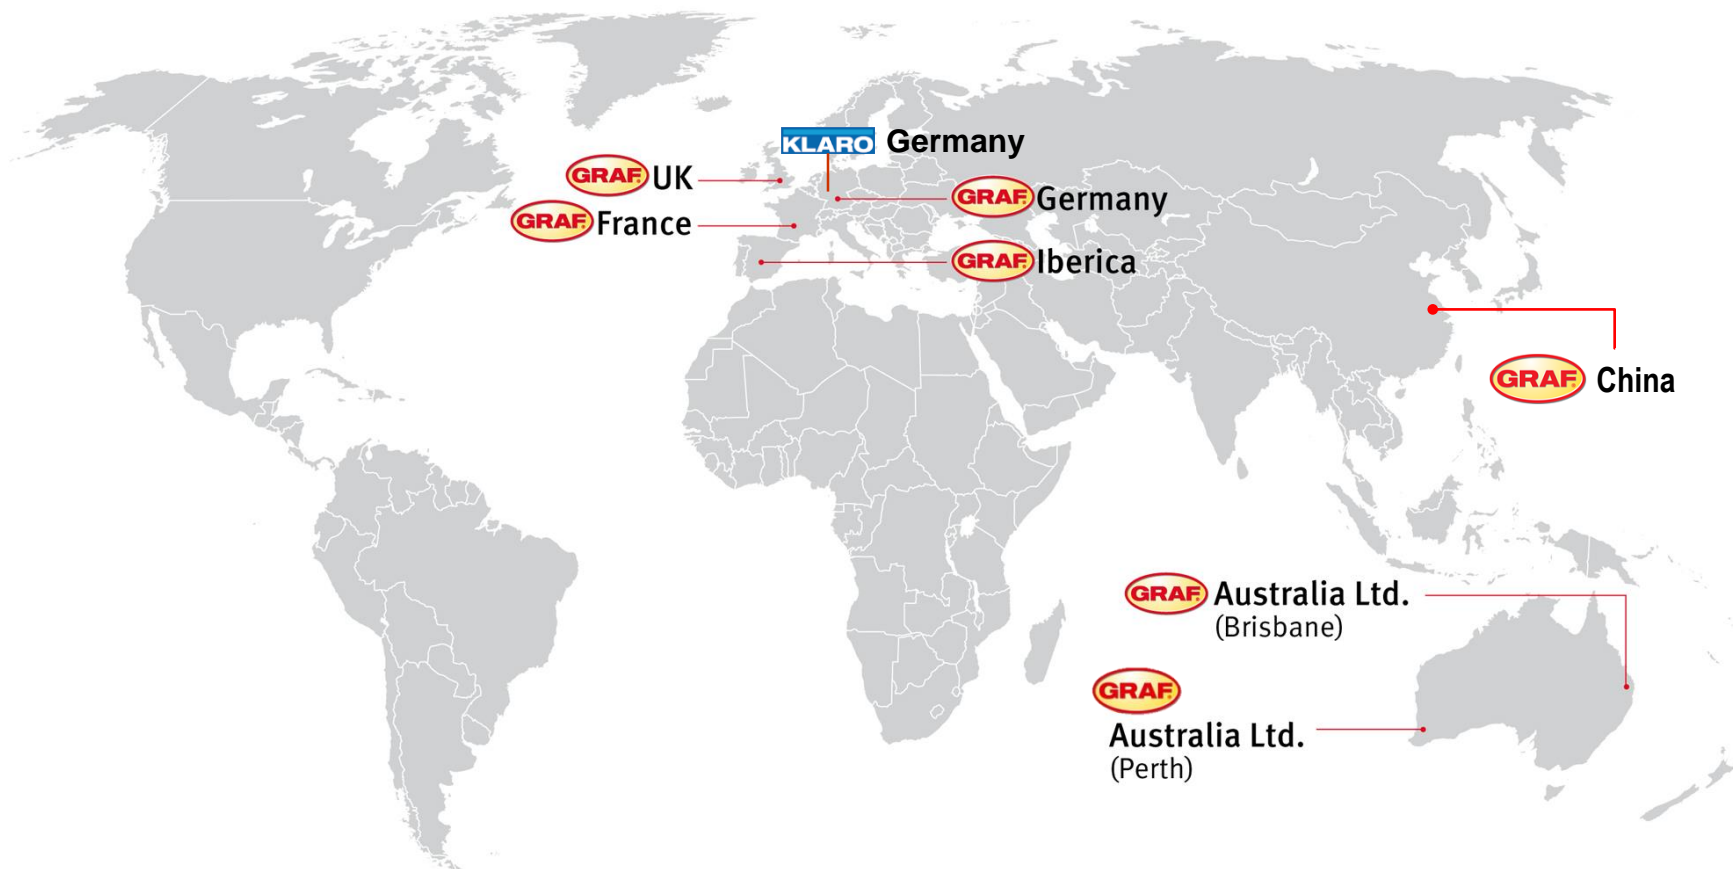 KLARO Germany
GRAF UK
GRAF Germany
GRAF France
GRAF Iberica
GRAF China
GRAF Australia Ltd.
(Brisbane)
GRAF
Australia Ltd.
(Perth)